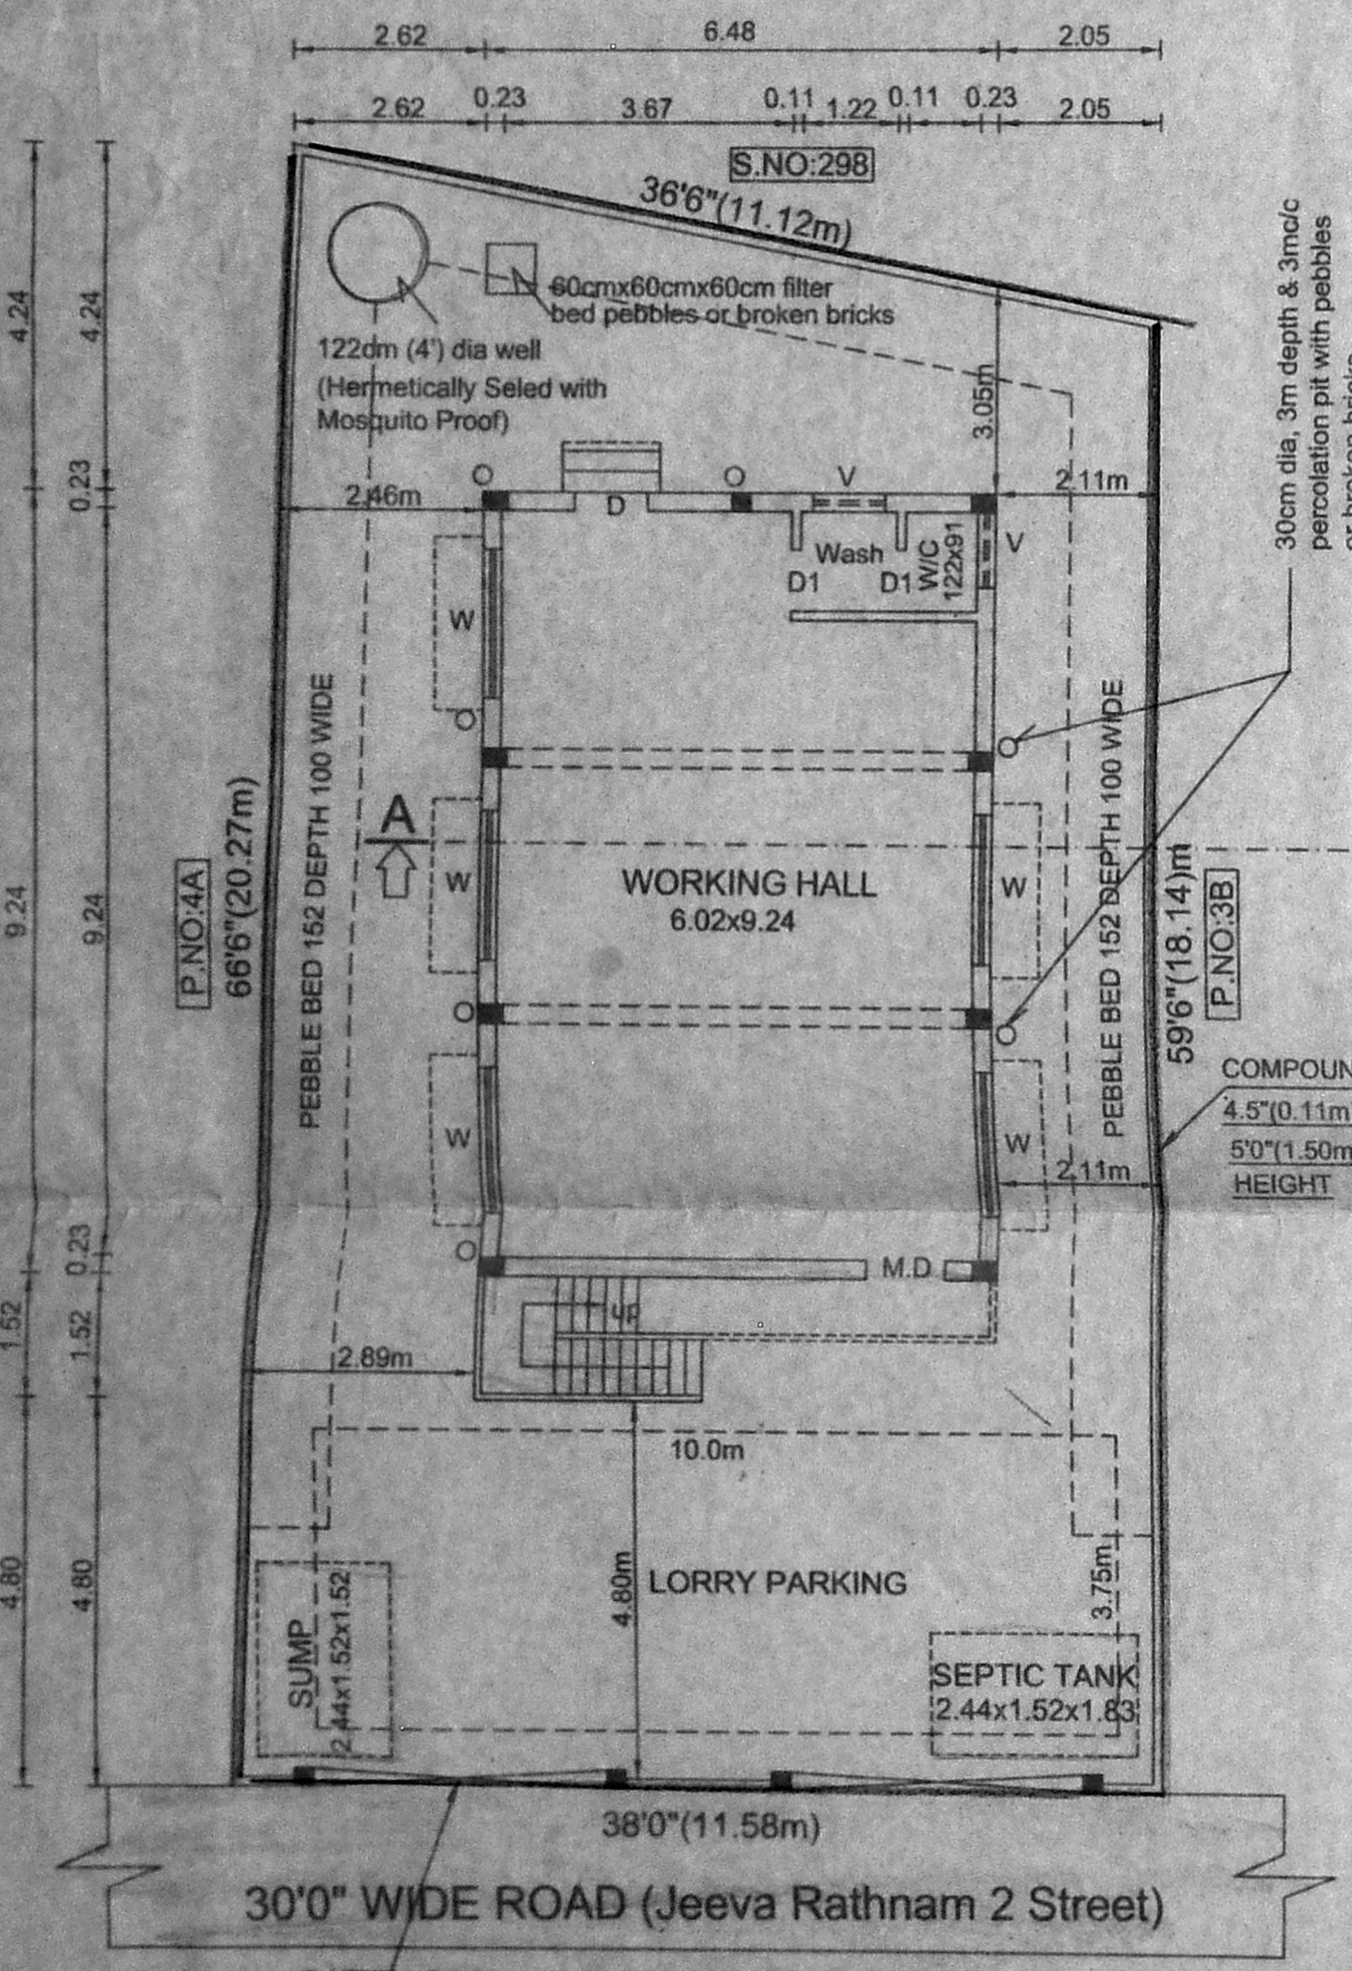 2.62
6.48
2.05
2.62
0.23
3.67
0.11
1.22
0.11
0.23
2.05
S.NO:298
36'6"(11.12m)
4.24
4.24
60cmx60cmx60cm filter
bed pebbles or broken bricks
122dm (4') dia well
(Hermetically Seled with
Mosquito Proof)
3.05m
30cm dia, 3m depth & 3mc/c
percolation pit with pebbles
or broken bricks
0.23
2.46m
O
O
V
2.11m
D
Wash
D1
D1
W/C
122x91
V
W
O
PEBBLE BED 152 DEPTH 100 WIDE
PEBBLE BED 152 DEPTH 100 WIDE
O
A
P.NO:4A
66'6"(20.27m)
9.24
9.24
W
WORKING HALL
6.02x9.24
W
59'6"(18.14)m
P.NO:3B
O
O
COMPOUN
4.5"(0.11m
5'0"(1.50m
HEIGHT
W
W
2.11m
0.23
O
M.D
1.52
1.52
up
2.89m
10.0m
4.80
4.80
4.80m
LORRY PARKING
3.75m
SUMP
2.44x1.52x1.52
SEPTIC TANK
2.44x1.52x1.83
38'0"(11.58m)
30'0" WIDE ROAD (Jeeva Rathnam 2 Street)